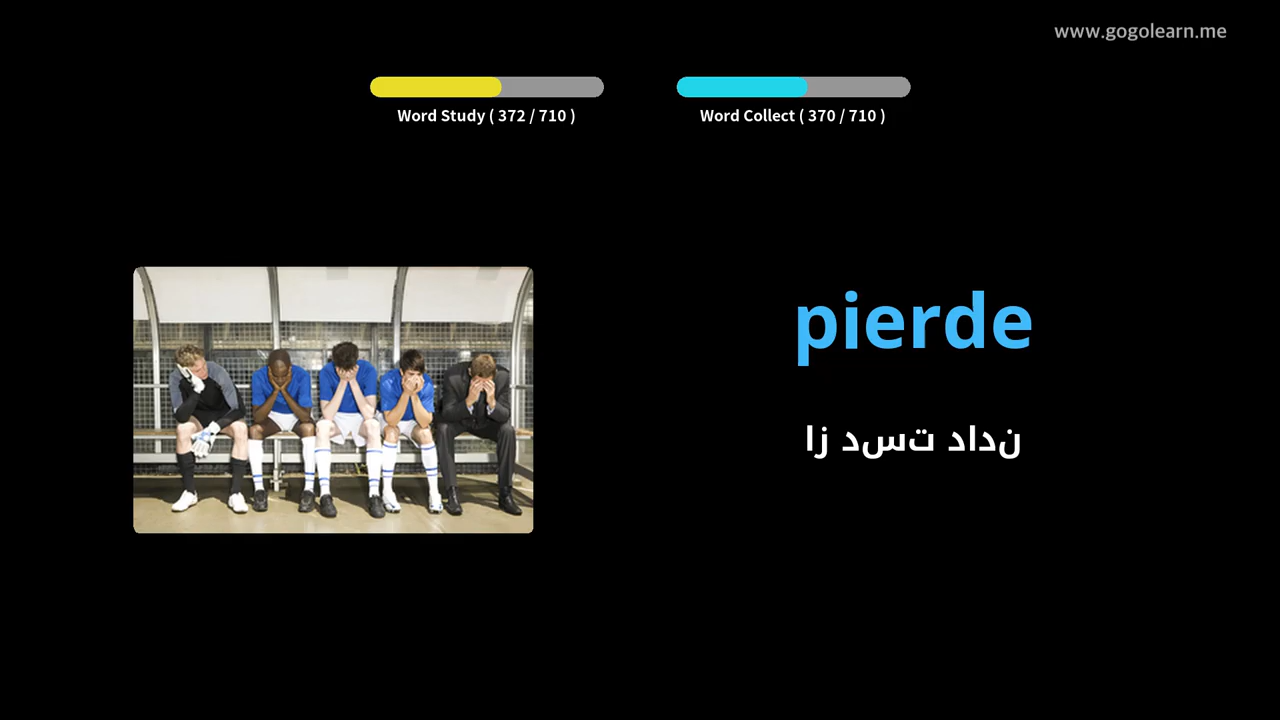 www.gogolearn.me
Word Study ( 372 / 710 )
Word Collect ( 370 / 710 )
pierde
از دست دادن